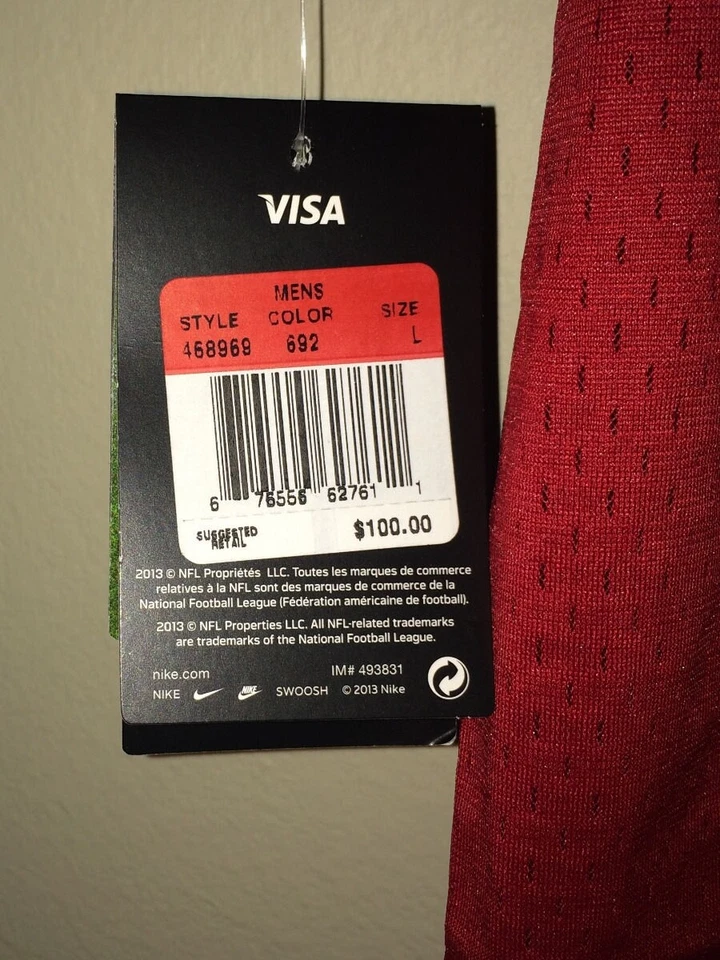 VISA
MENS
STYLE COLOR SIZE
468969 692 L
6 76556 62761 1
SUGGESTED
RETAIL
$100.00
2013 © NFL Propriétés LLC. Toutes les marques de commerce
relatives à la NFL sont des marques de commerce de la
National Football League (Fédération américaine de football).
2013 © NFL Properties LLC. All NFL-related trademarks
are trademarks of the National Football League.
nike.com IM# 493831
NIKE NIKE SWOOSH © 2013 Nike